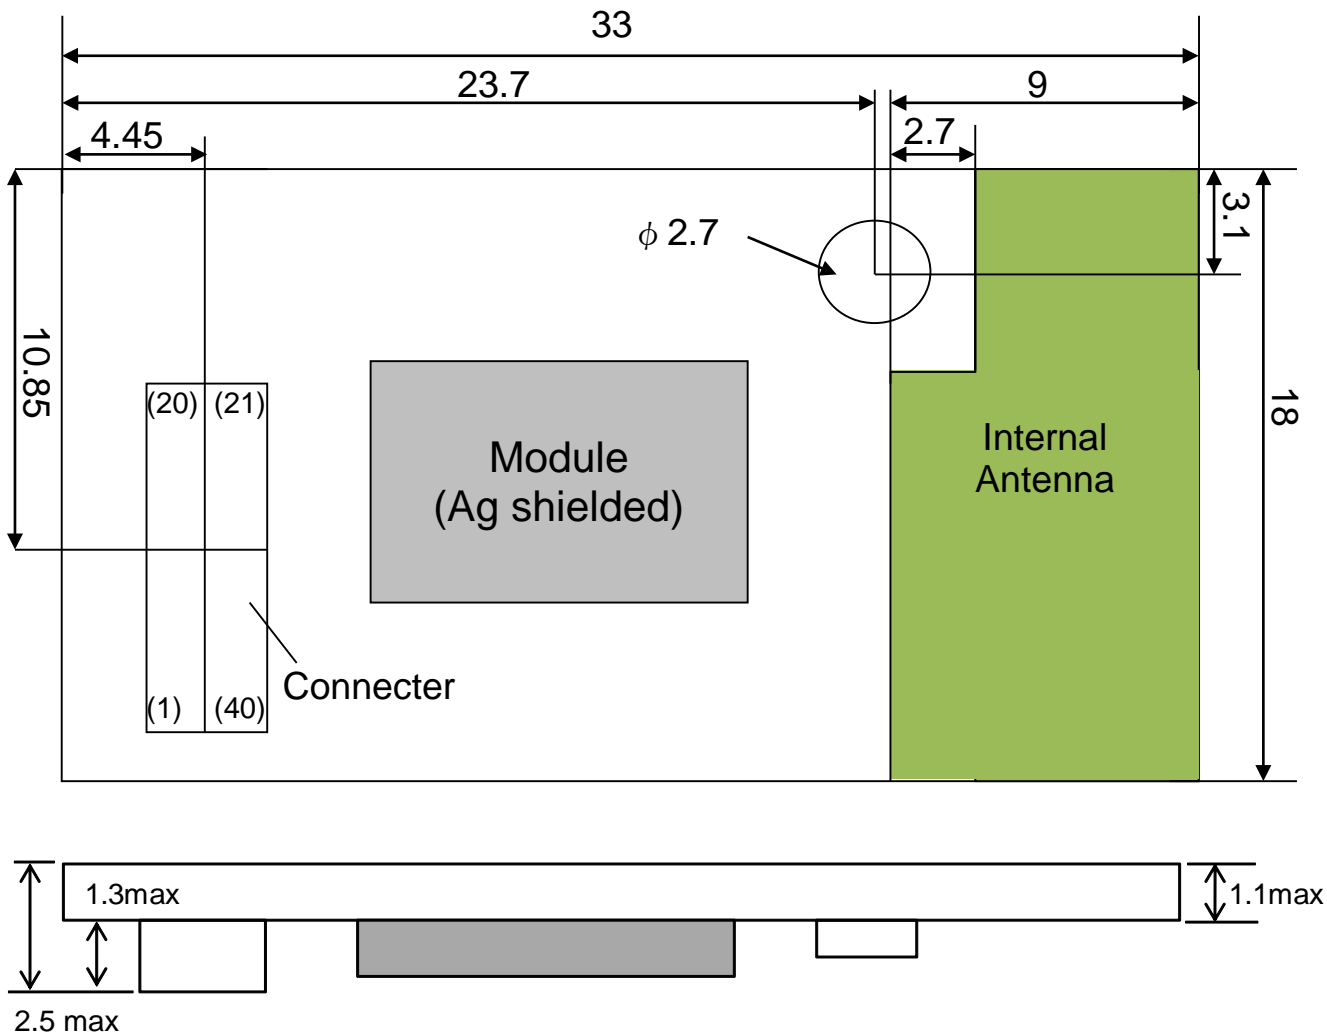 33
23.7
9
4.45
2.7
3.1
ϕ 2.7
10.85
18
(20) (21)
Module
(Ag shielded)
Internal
Antenna
Connecter
(1) (40)
1.3max
1.1max
2.5 max